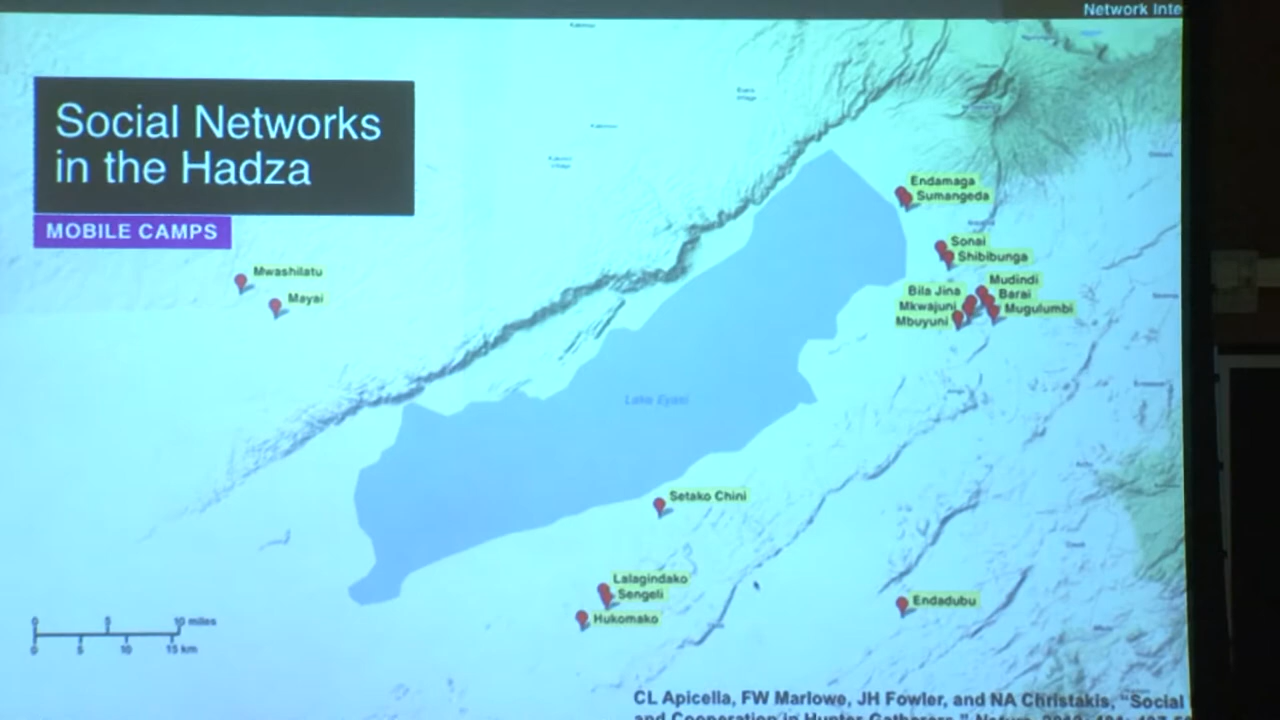 Network Inte
Social Networks
in the Hadza
MOBILE CAMPS
Endamaga
Sumangeda
Sonai
Shibibunga
Mwashilatu
Mayai
Mudindi
Bila Jina
Barai
Mkwajuni
Mugulumbi
Mbuyuni
Lake Eyasi
Setako Chini
Lalagindako
Sengeli
Hukomako
Endadubu
0 5 10 miles
0 5 10 15 km
CL Apicella, FW Marlowe, JH Fowler, and NA Christakis, "Social
and Cooperation in Hunter-Gatherers," Nature